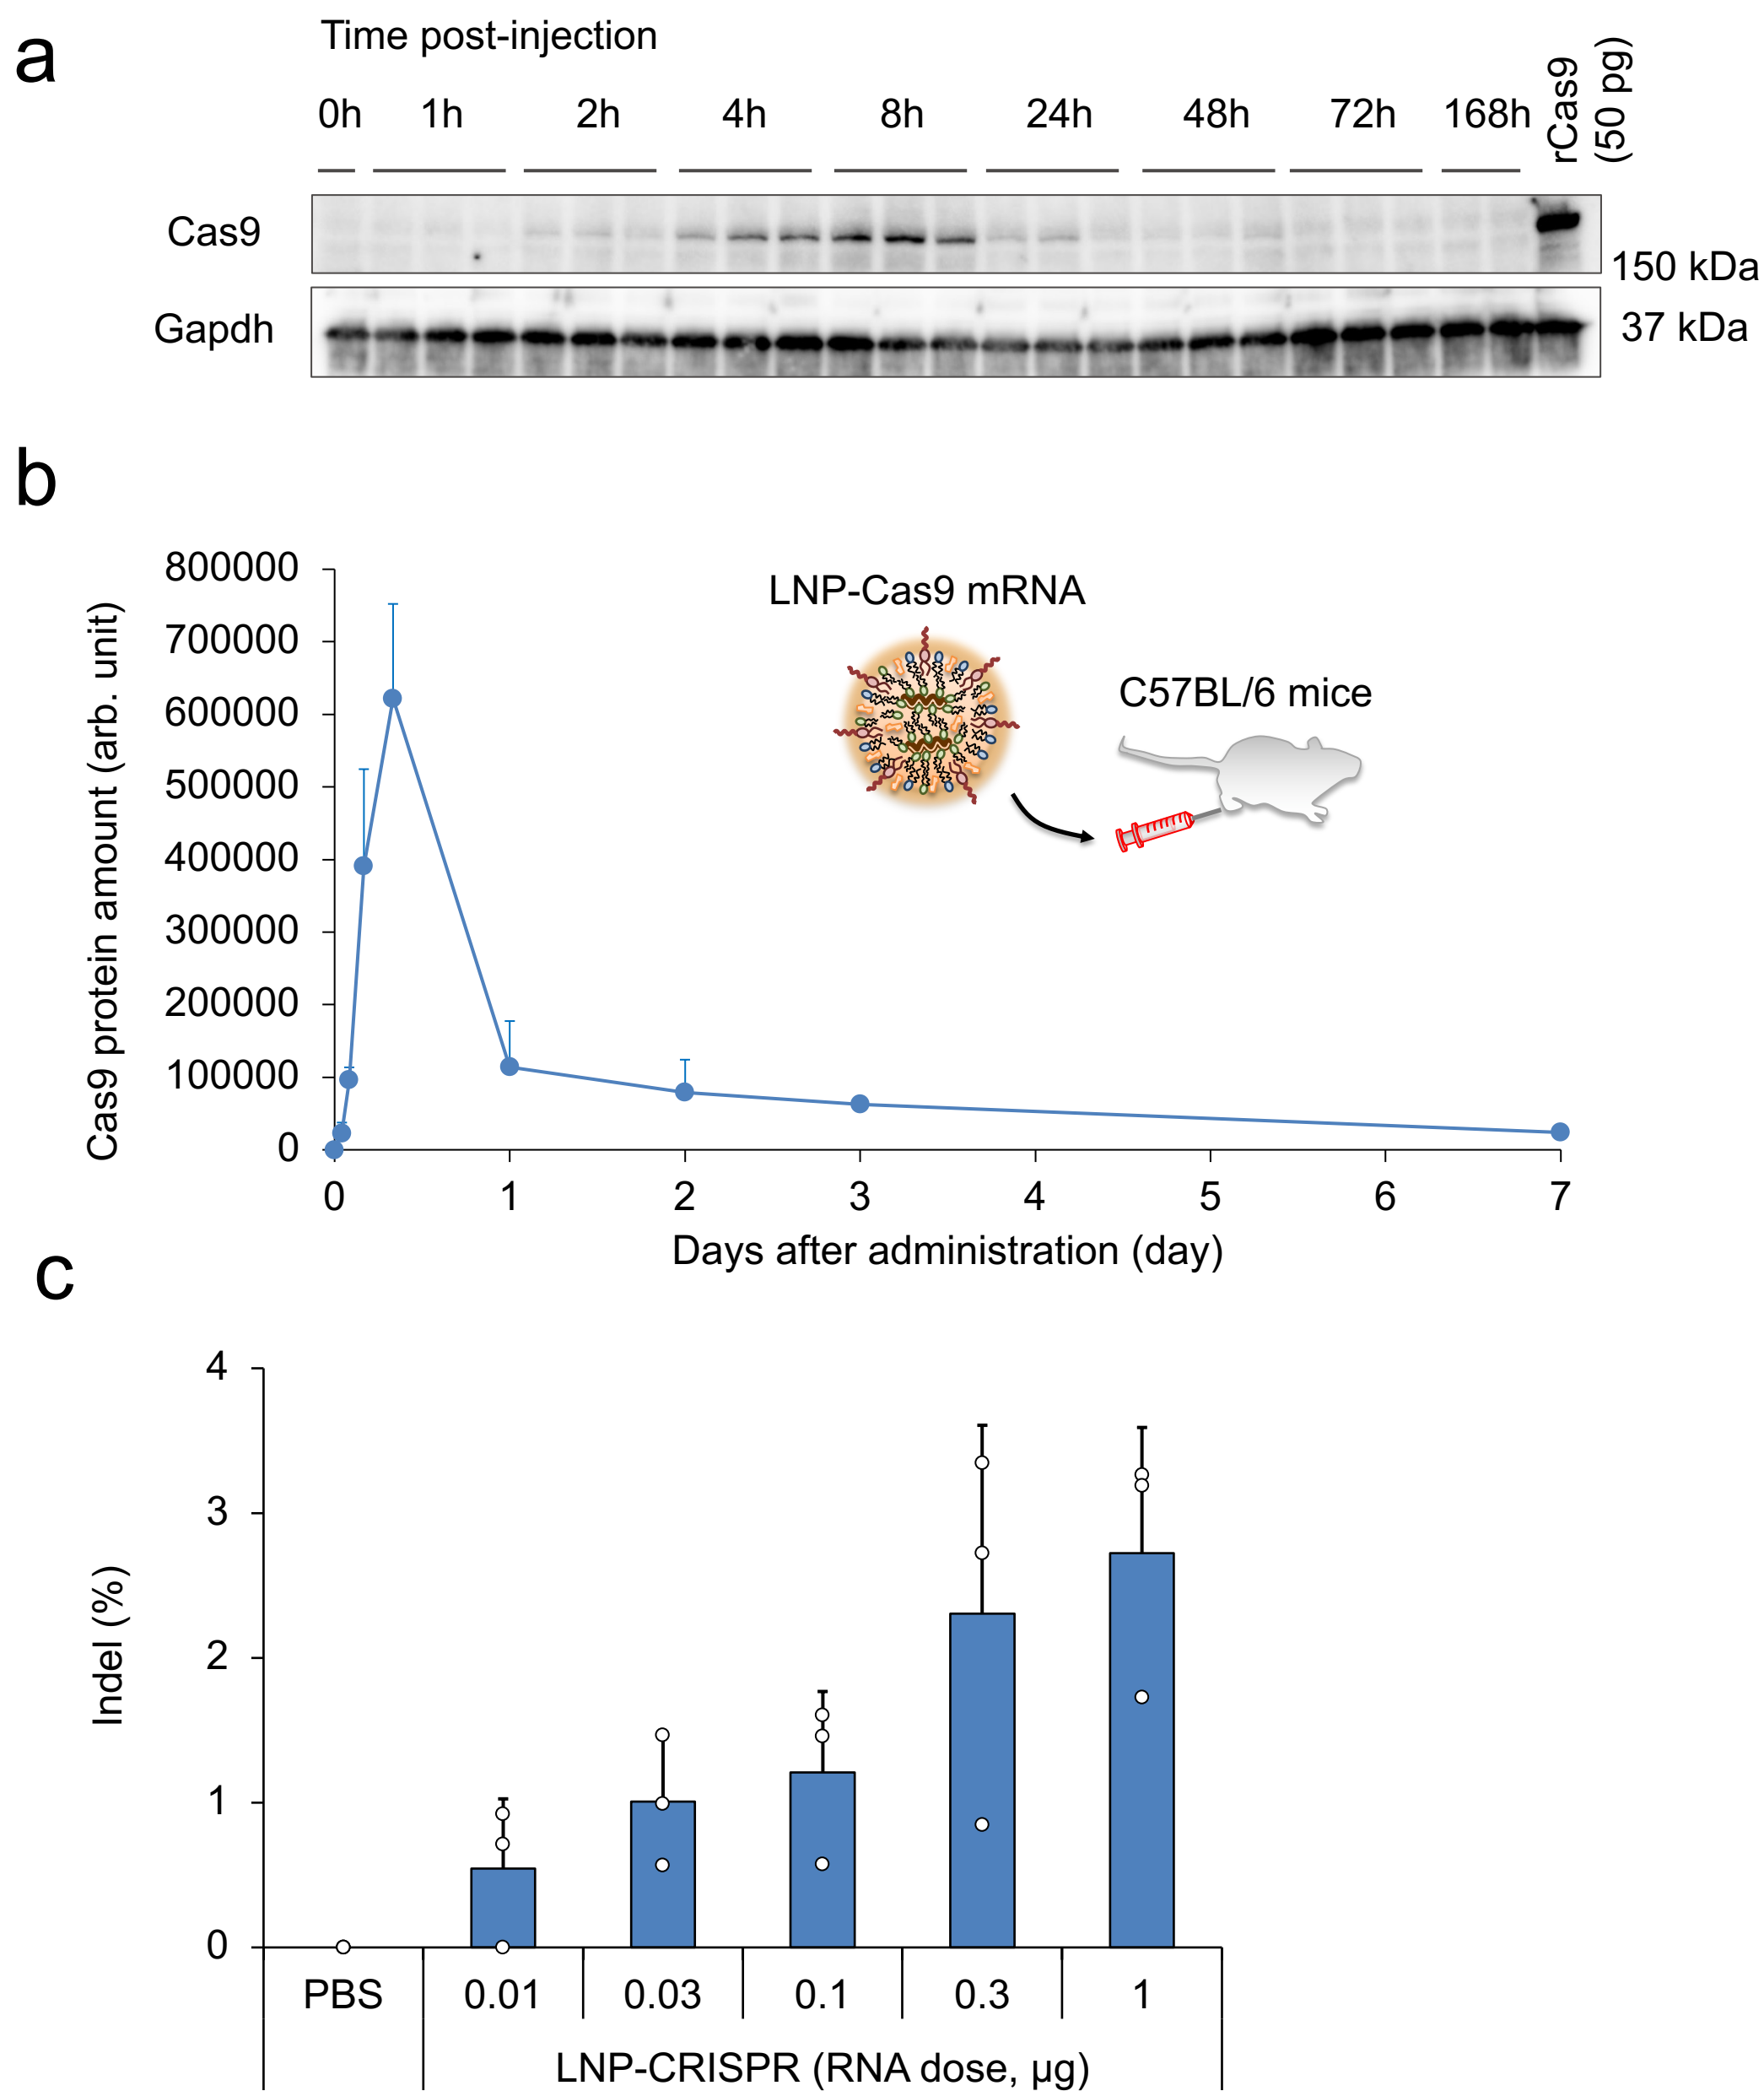 a
Time post-injection
0h 1h 2h 4h 8h 24h 48h 72h 168h
rCas9
(50 pg)
Cas9
150 kDa
Gapdh
37 kDa
b
800000
700000
600000
500000
400000
300000
200000
100000
0
Cas9 protein amount (arb. unit)
LNP-Cas9 mRNA
C57BL/6 mice
0 1 2 3 4 5 6 7
Days after administration (day)
c
4
3
2
1
0
Indel (%)
PBS 0.01 0.03 0.1 0.3 1
LNP-CRISPR (RNA dose, µg)